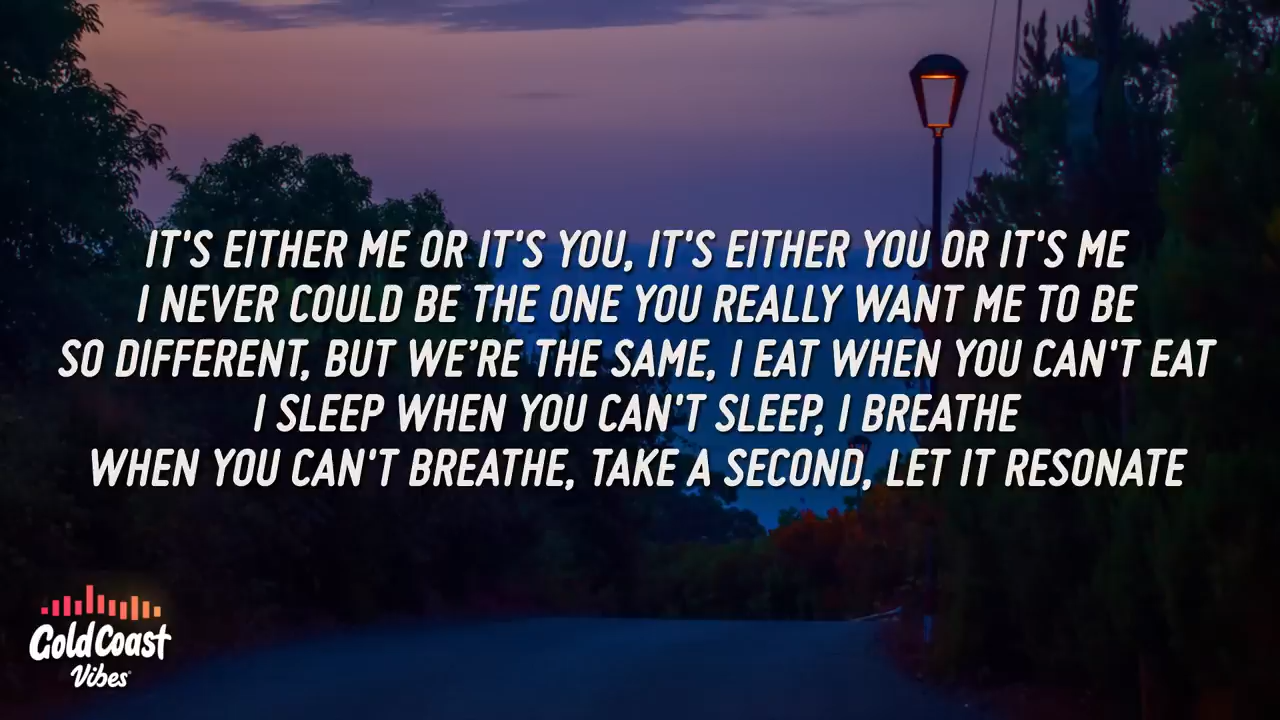 IT'S EITHER ME OR IT'S YOU, IT'S EITHER YOU OR IT'S ME
I NEVER COULD BE THE ONE YOU REALLY WANT ME TO BE
SO DIFFERENT, BUT WE’RE THE SAME, I EAT WHEN YOU CAN'T EAT
I SLEEP WHEN YOU CAN'T SLEEP, I BREATHE
WHEN YOU CAN'T BREATHE, TAKE A SECOND, LET IT RESONATE
Gold Coast
Vibes